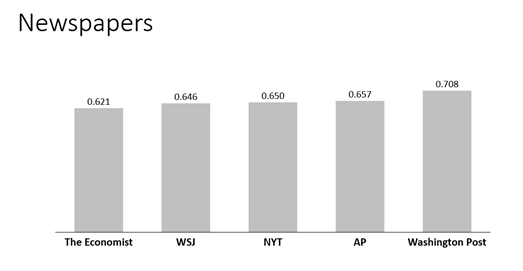 Newspapers
0.621
0.646
0.650
0.657
0.708
The Economist
WSJ
NYT
AP
Washington Post